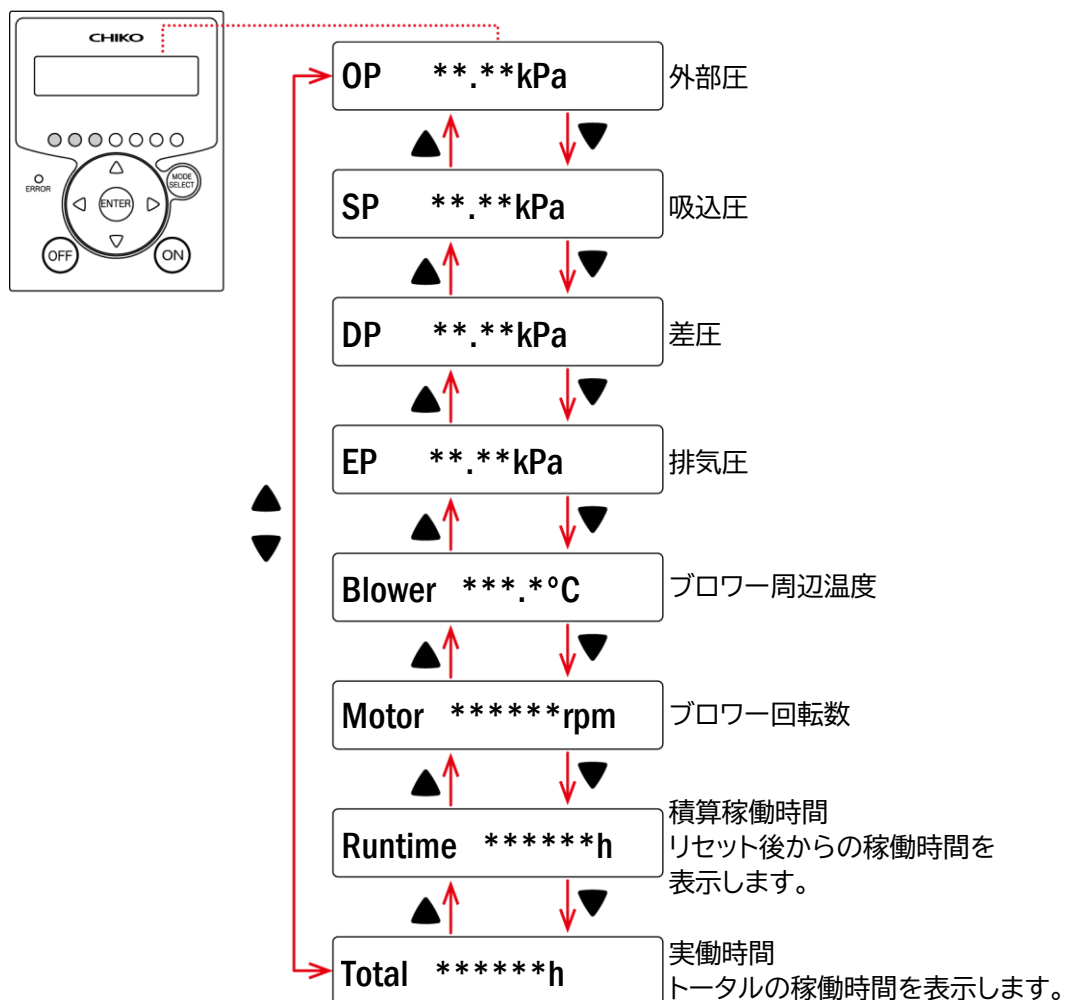 CHIKO
ERROR
MODE
SELECT
ENTER
OFF
ON
OP **.**kPa
外部圧
▲ ▼
SP **.**kPa
吸込圧
▲ ▼
DP **.**kPa
差圧
▲ ▼
EP **.**kPa
排気圧
▲
▼
▲ ▼
Blower ***.*°C
ブロワー周辺温度
▲ ▼
Motor ******rpm
ブロワー回転数
▲ ▼
Runtime ******h
積算稼働時間
リセット後からの稼働時間を
表示します。
▲ ▼
Total ******h
実働時間
トータルの稼働時間を表示します。